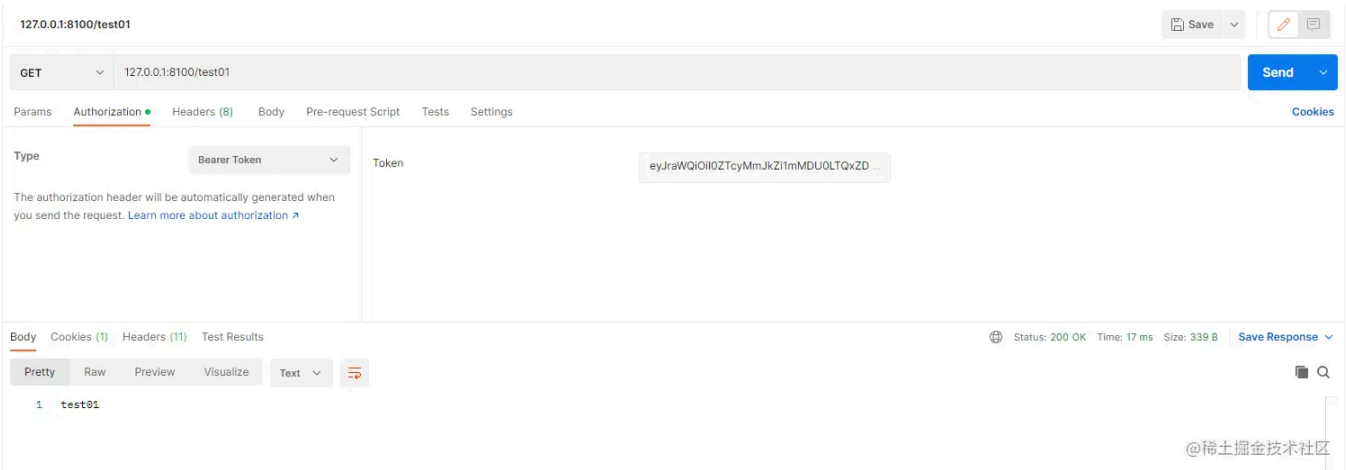 127.0.0.1:8100/test01 Save
GET 127.0.0.1:8100/test01 Send
Params Authorization Headers (8) Body Pre-request Script Tests Settings Cookies
Type Bearer Token Token eyJraWQiOiI0ZTcyMmJkZi1mMDU0LTQxZD ...
The authorization header will be automatically generated when
you send the request. Learn more about authorization ↗
Body Cookies (1) Headers (11) Test Results Status: 200 OK Time: 17 ms Size: 339 B Save Response
Pretty Raw Preview Visualize Text
1 test01
@稀土掘金技术社区